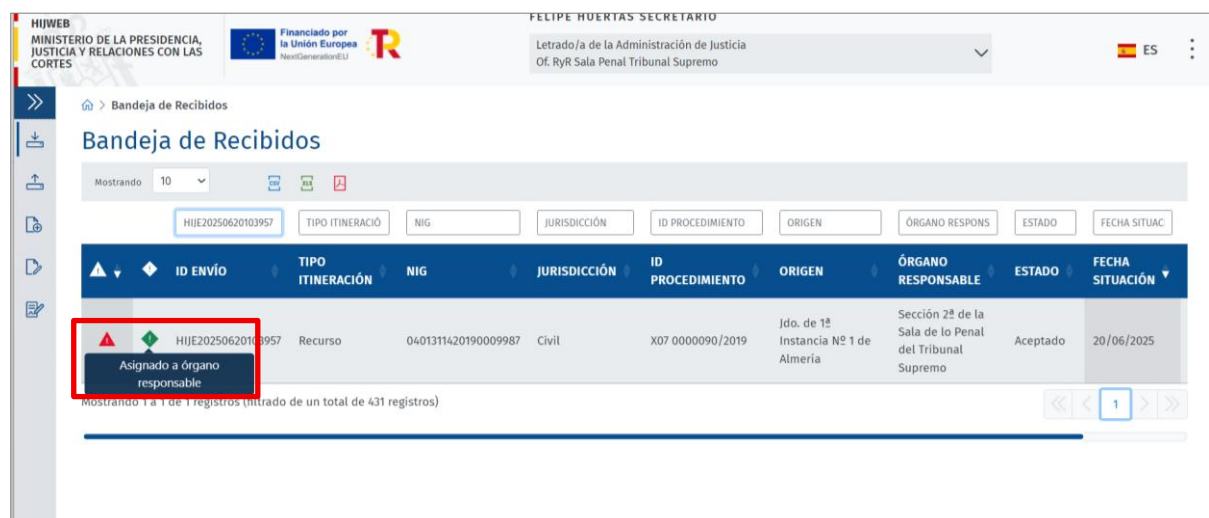 HIJWEB
MINISTERIO DE LA PRESIDENCIA,
JUSTICIA Y RELACIONES CON LAS
CORTES
Financiado por
la Unión Europea
NextGenerationEU
FELIPE HUERTAS SECRETARIO
Letrado/a de la Administración de Justicia
Of. RyR Sala Penal Tribunal Supremo
ES
> Bandeja de Recibidos
Bandeja de Recibidos
Mostrando 10
CSV XLS
HIJE20250620103957 TIPO ITINERACIÓ NIG JURISDICCIÓN ID PROCEDIMIENTO ORIGEN ÓRGANO RESPONS ESTADO FECHA SITUAC
ID ENVÍO TIPO ITINERACIÓN NIG JURISDICCIÓN ID PROCEDIMIENTO ORIGEN ÓRGANO RESPONSABLE ESTADO FECHA SITUACIÓN
HIJE20250620103957 Recurso 0401311420190009987 Civil X07 0000090/2019
Jdo. de 1ª
Instancia Nº 1 de
Almería
Sección 2ª de la
Sala de lo Penal
del Tribunal
Supremo
Aceptado 20/06/2025
Asignado a órgano
responsable
Mostrando 1 a 1 de 1 registros (filtrado de un total de 431 registros)
1